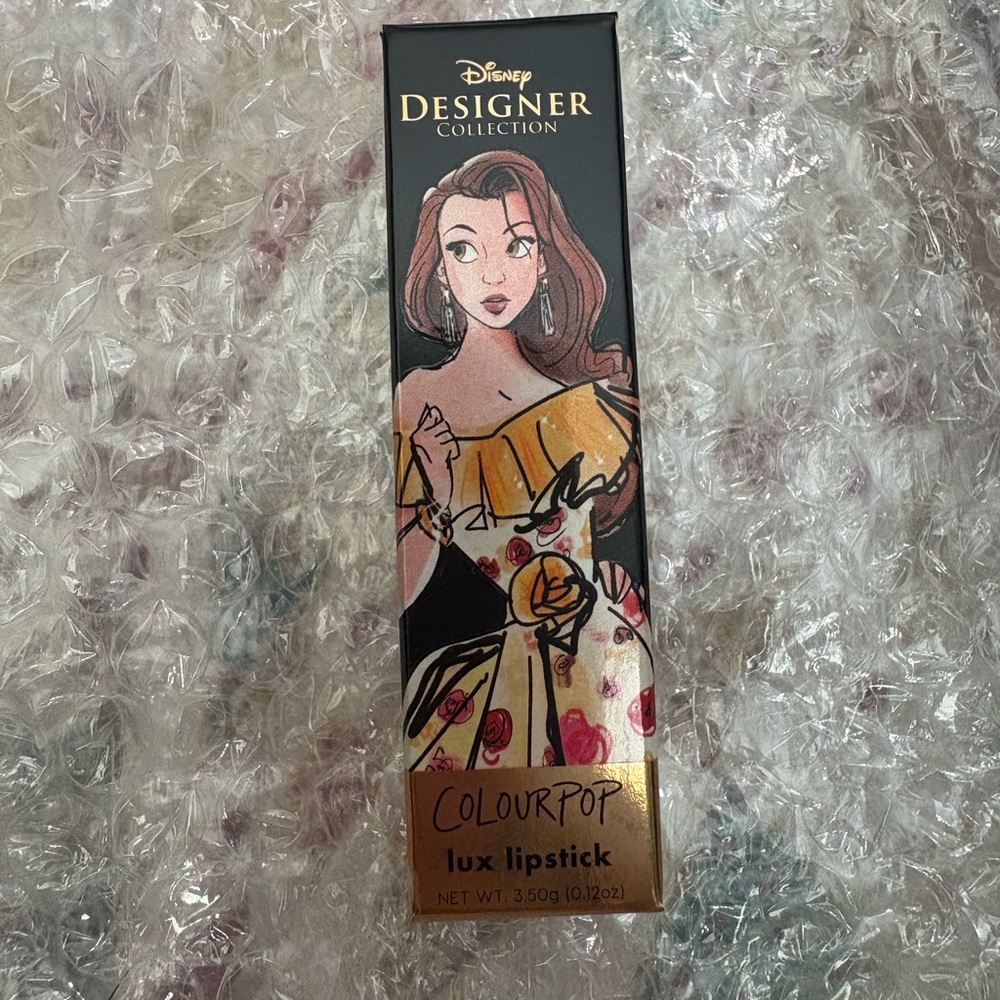 Disney
DESIGNER
COLLECTION
COLOURPOP
lux lipstick
NET WT. 3.50g (0.12oz)